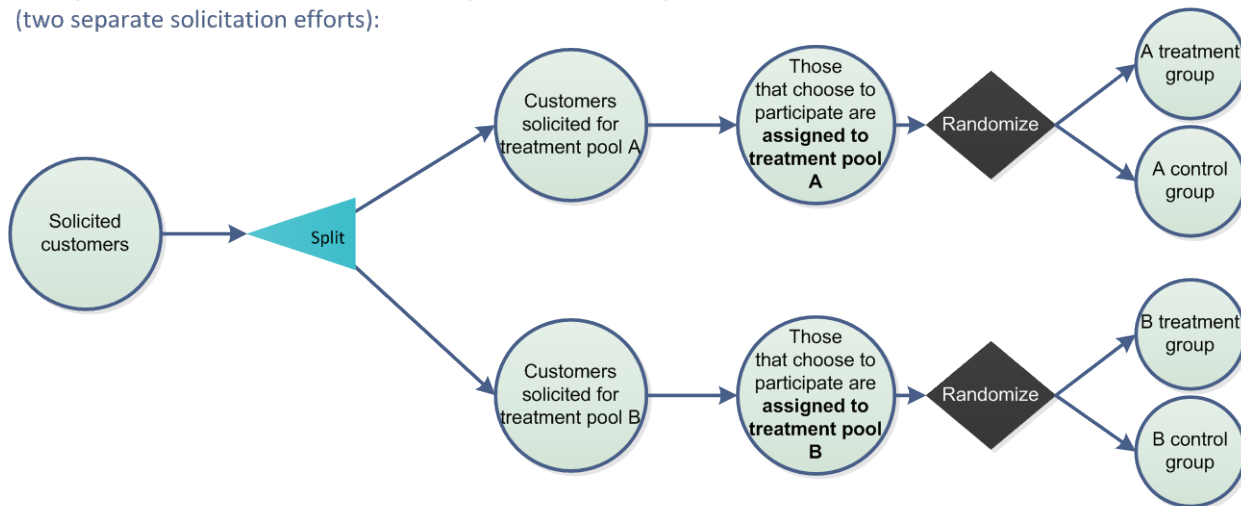 (two separate solicitation efforts):
Solicited
customers
Split
Customers
solicited for
treatment pool A
Those
that choose to
participate are
assigned to
treatment pool
A
Randomize
A treatment
group
A control
group
Customers
solicited for
treatment pool B
Those
that choose to
participate are
assigned to
treatment pool
B
Randomize
B treatment
group
B control
group